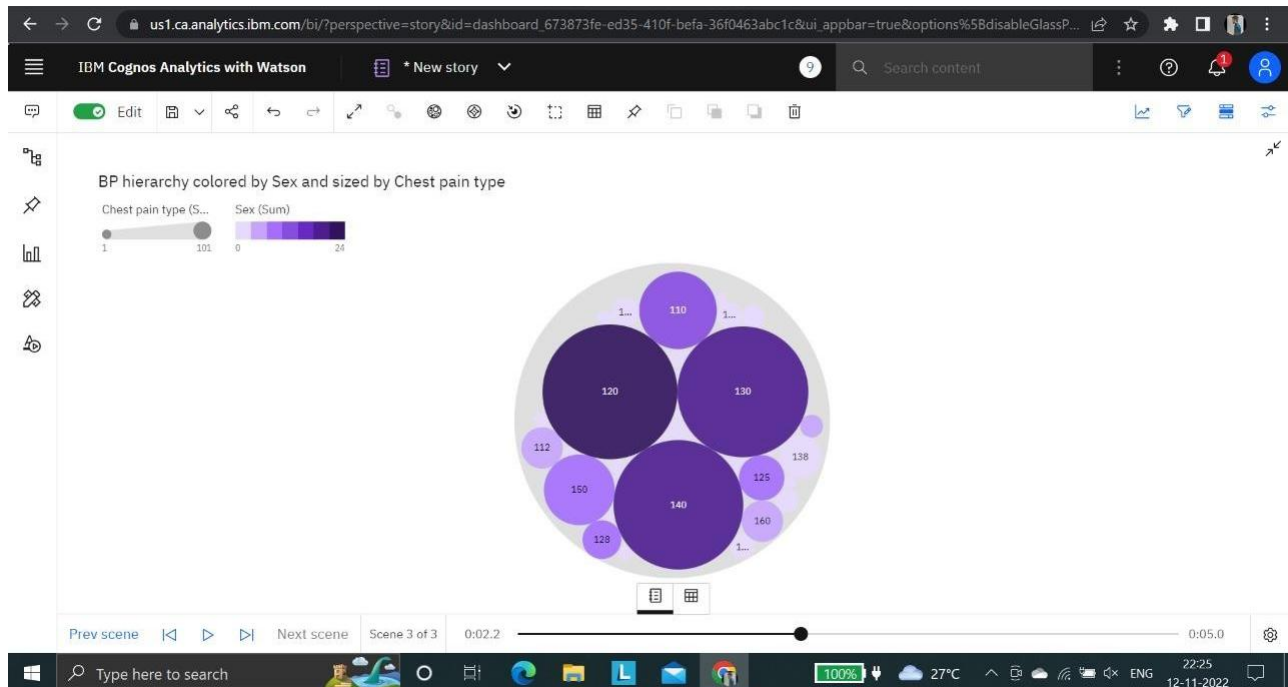 us1.ca.analytics.ibm.com/bi/?perspective=story&id=dashboard_673873fe-ed35-410f-befa-36f0463abc1c&ui_appbar=true&options%5BdisableGlassP...
IBM Cognos Analytics with Watson
* New story
9
Search content
1
Edit
BP hierarchy colored by Sex and sized by Chest pain type
Chest pain type (S...
Sex (Sum)
1
101
0
24
1...
110
1...
120
130
112
138
125
150
140
160
128
1...
Prev scene
Next scene
Scene 3 of 3
0:02.2
0:05.0
Type here to search
L
100%
27°C
ENG
22:25
12-11-2022